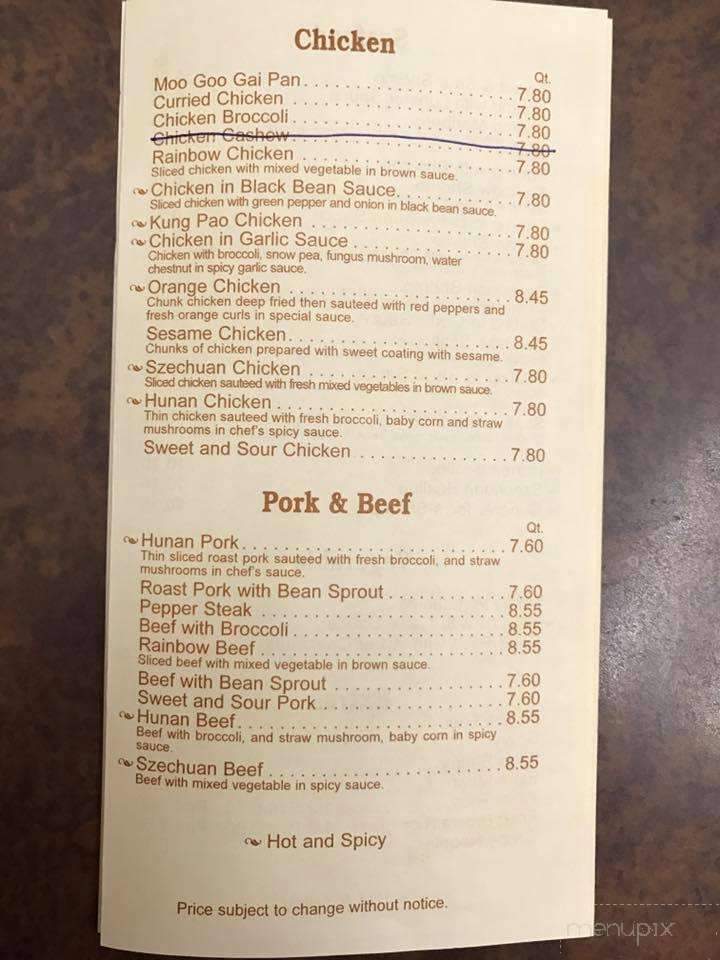 Chicken
Qt.
Moo Goo Gai Pan . . . . . . . . . . . . . . . . . . . . 7.80
Curried Chicken . . . . . . . . . . . . . . . . . . . . 7.80
Chicken Broccoli . . . . . . . . . . . . . . . . . . . . 7.80
Chicken Cashew . . . . . . . . . . . . . . . . . . . . 7.80
Rainbow Chicken . . . . . . . . . . . . . . . . . . . . 7.80
Sliced chicken with mixed vegetable in brown sauce.
Chicken in Black Bean Sauce. . . . . . . . . . . . 7.80
Sliced chicken with green pepper and onion in black bean sauce.
Kung Pao Chicken . . . . . . . . . . . . . . . . . . . 7.80
Chicken in Garlic Sauce . . . . . . . . . . . . . . . 7.80
Chicken with broccoli, snow pea, fungus mushroom, water
chestnut in spicy garlic sauce.
Orange Chicken . . . . . . . . . . . . . . . . . . . . . 8.45
Chunk chicken deep fried then sauteed with red peppers and
fresh orange curls in special sauce.
Sesame Chicken. . . . . . . . . . . . . . . . . . . . . 8.45
Chunks of chicken prepared with sweet coating with sesame.
Szechuan Chicken . . . . . . . . . . . . . . . . . . . 7.80
Sliced chicken sauteed with fresh mixed vegetables in brown sauce.
Hunan Chicken . . . . . . . . . . . . . . . . . . . . . 7.80
Thin chicken sauteed with fresh broccoli, baby corn and straw
mushrooms in chef's spicy sauce.
Sweet and Sour Chicken . . . . . . . . . . . . . . 7.80
Pork & Beef
Qt.
Hunan Pork. . . . . . . . . . . . . . . . . . . . . . . . 7.60
Thin sliced roast pork sauteed with fresh broccoli, and straw
mushrooms in chef's sauce.
Roast Pork with Bean Sprout . . . . . . . . . . . 7.60
Pepper Steak . . . . . . . . . . . . . . . . . . . . . . 8.55
Beef with Broccoli . . . . . . . . . . . . . . . . . . . 8.55
Rainbow Beef . . . . . . . . . . . . . . . . . . . . . . 8.55
Sliced beef with mixed vegetable in brown sauce.
Beef with Bean Sprout . . . . . . . . . . . . . . . . 7.60
Sweet and Sour Pork . . . . . . . . . . . . . . . . . 7.60
Hunan Beef. . . . . . . . . . . . . . . . . . . . . . . . 8.55
Beef with broccoli, and straw mushroom, baby corn in spicy
sauce.
Szechuan Beef . . . . . . . . . . . . . . . . . . . . . 8.55
Beef with mixed vegetable in spicy sauce.
Hot and Spicy
Price subject to change without notice.
menupix